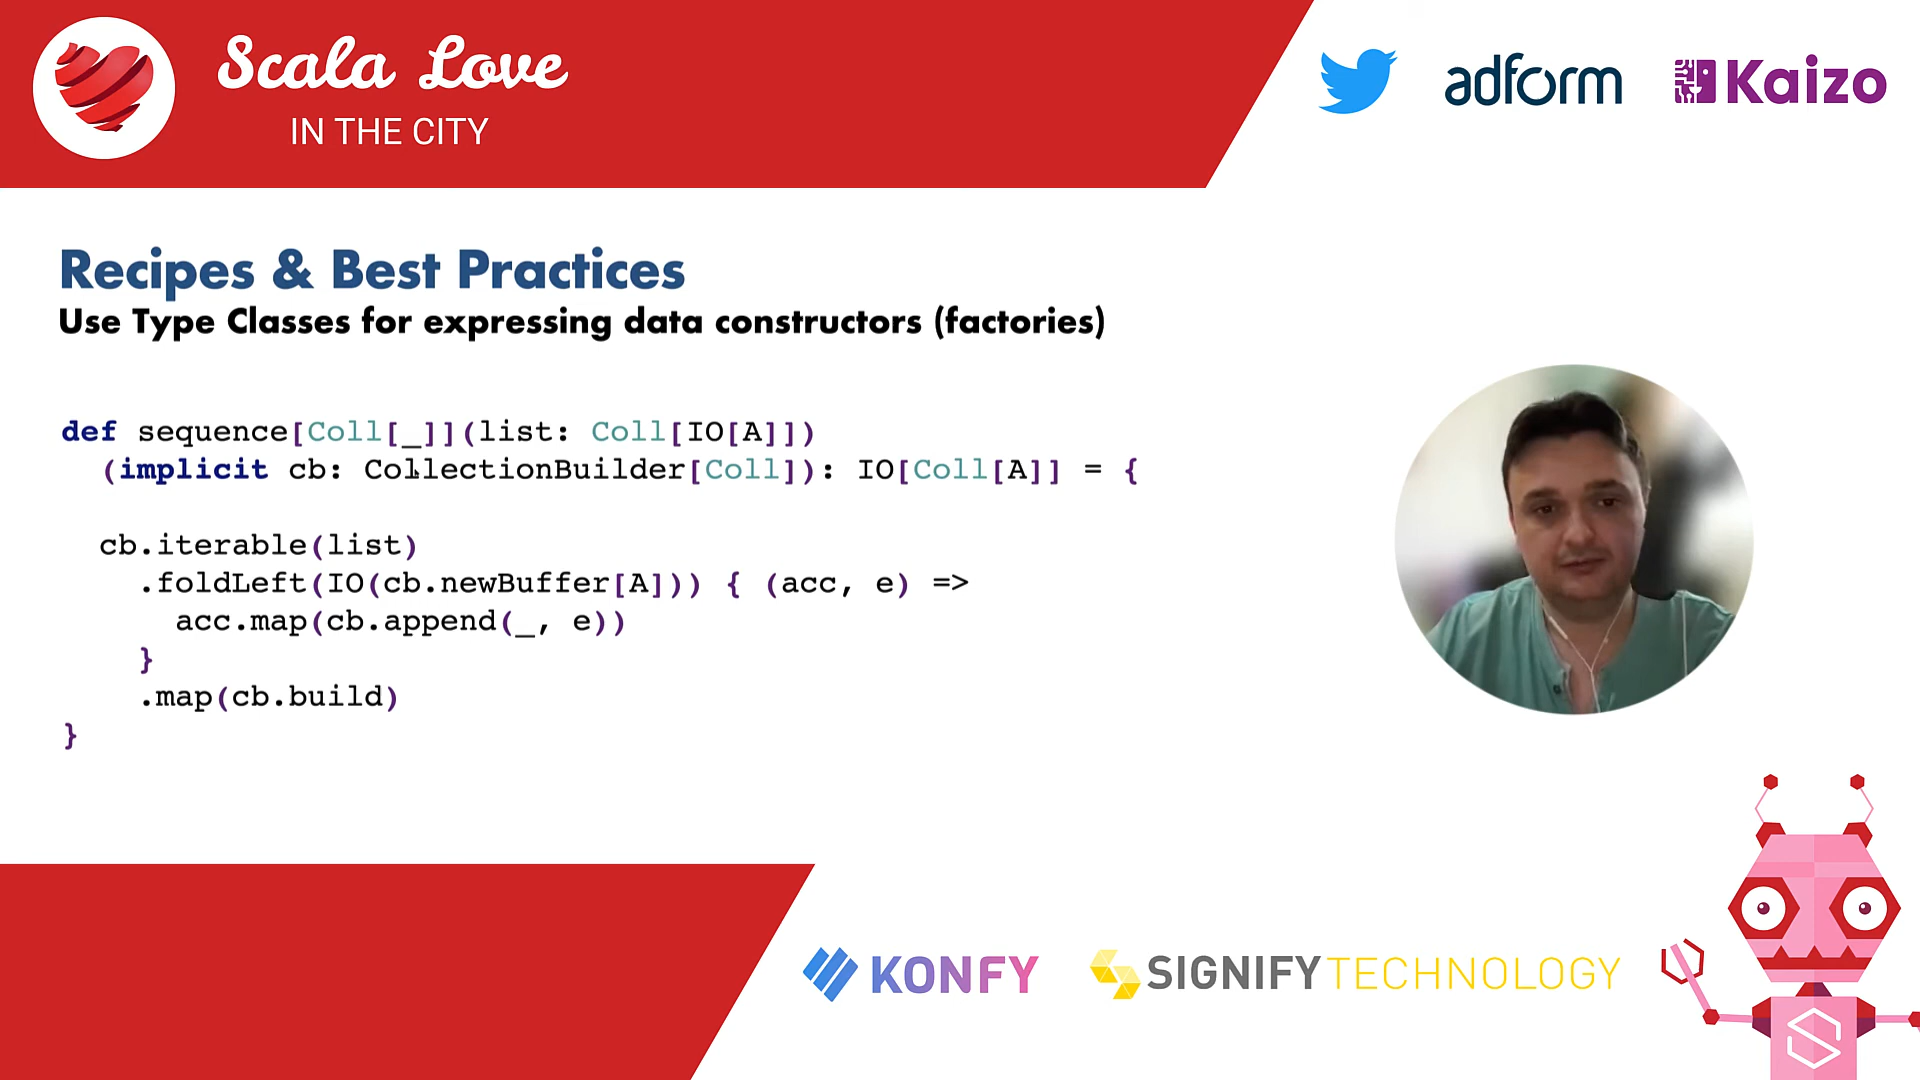 Scala Love
IN THE CITY
adform
Kaizo
Recipes & Best Practices
Use Type Classes for expressing data constructors (factories)
def sequence[Coll[_]](list: Coll[IO[A]])
(implicit cb: CollectionBuilder[Coll]): IO[Coll[A]] = {
cb.iterable(list)
.foldLeft(IO(cb.newBuffer[A])) { (acc, e) =>
acc.map(cb.append(_, e))
}
.map(cb.build)
}
KONFY
SIGNIFYTECHNOLOGY